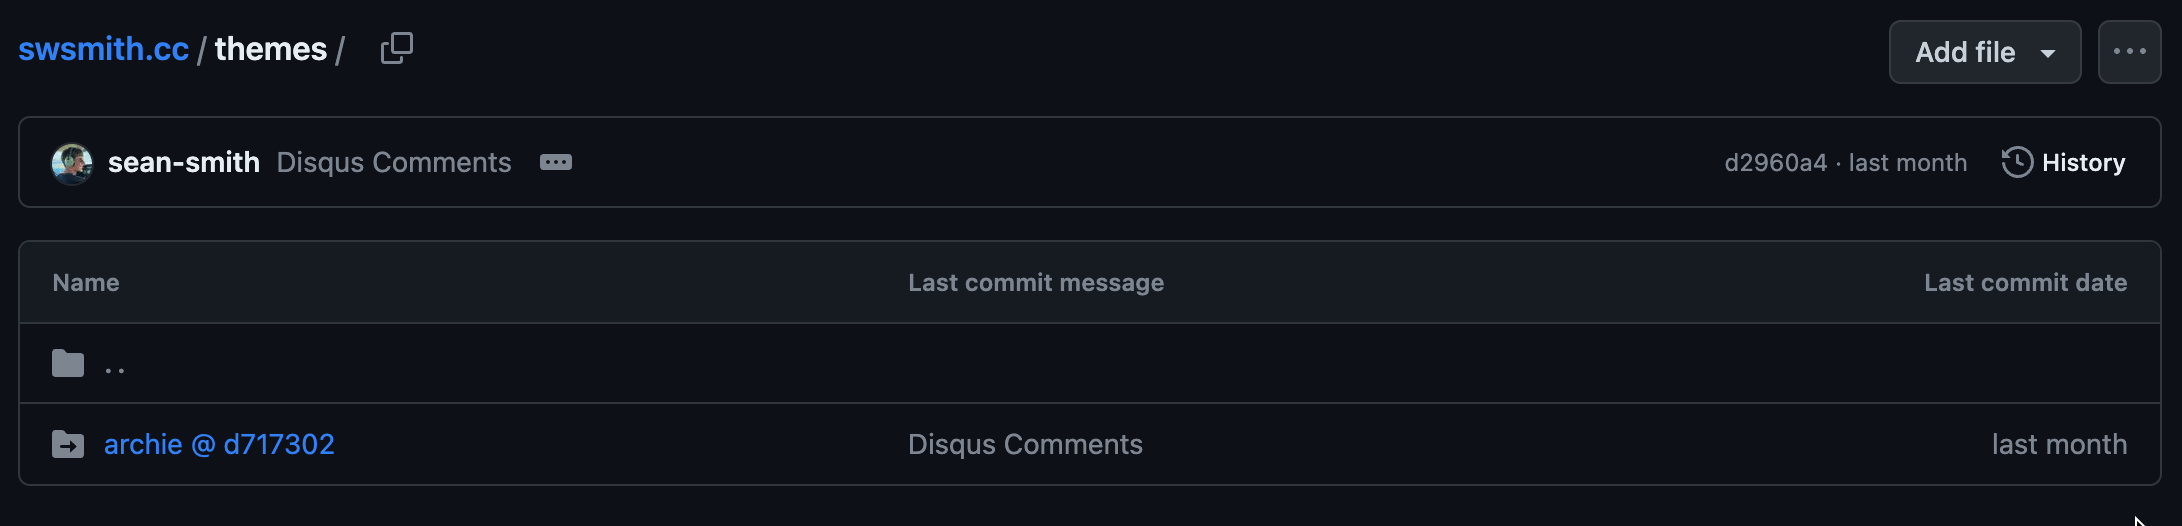 swsmith.cc / themes /
Add file
sean-smith Disqus Comments
d2960a4 · last month
History
Name Last commit message Last commit date
..
archie @ d717302 Disqus Comments last month